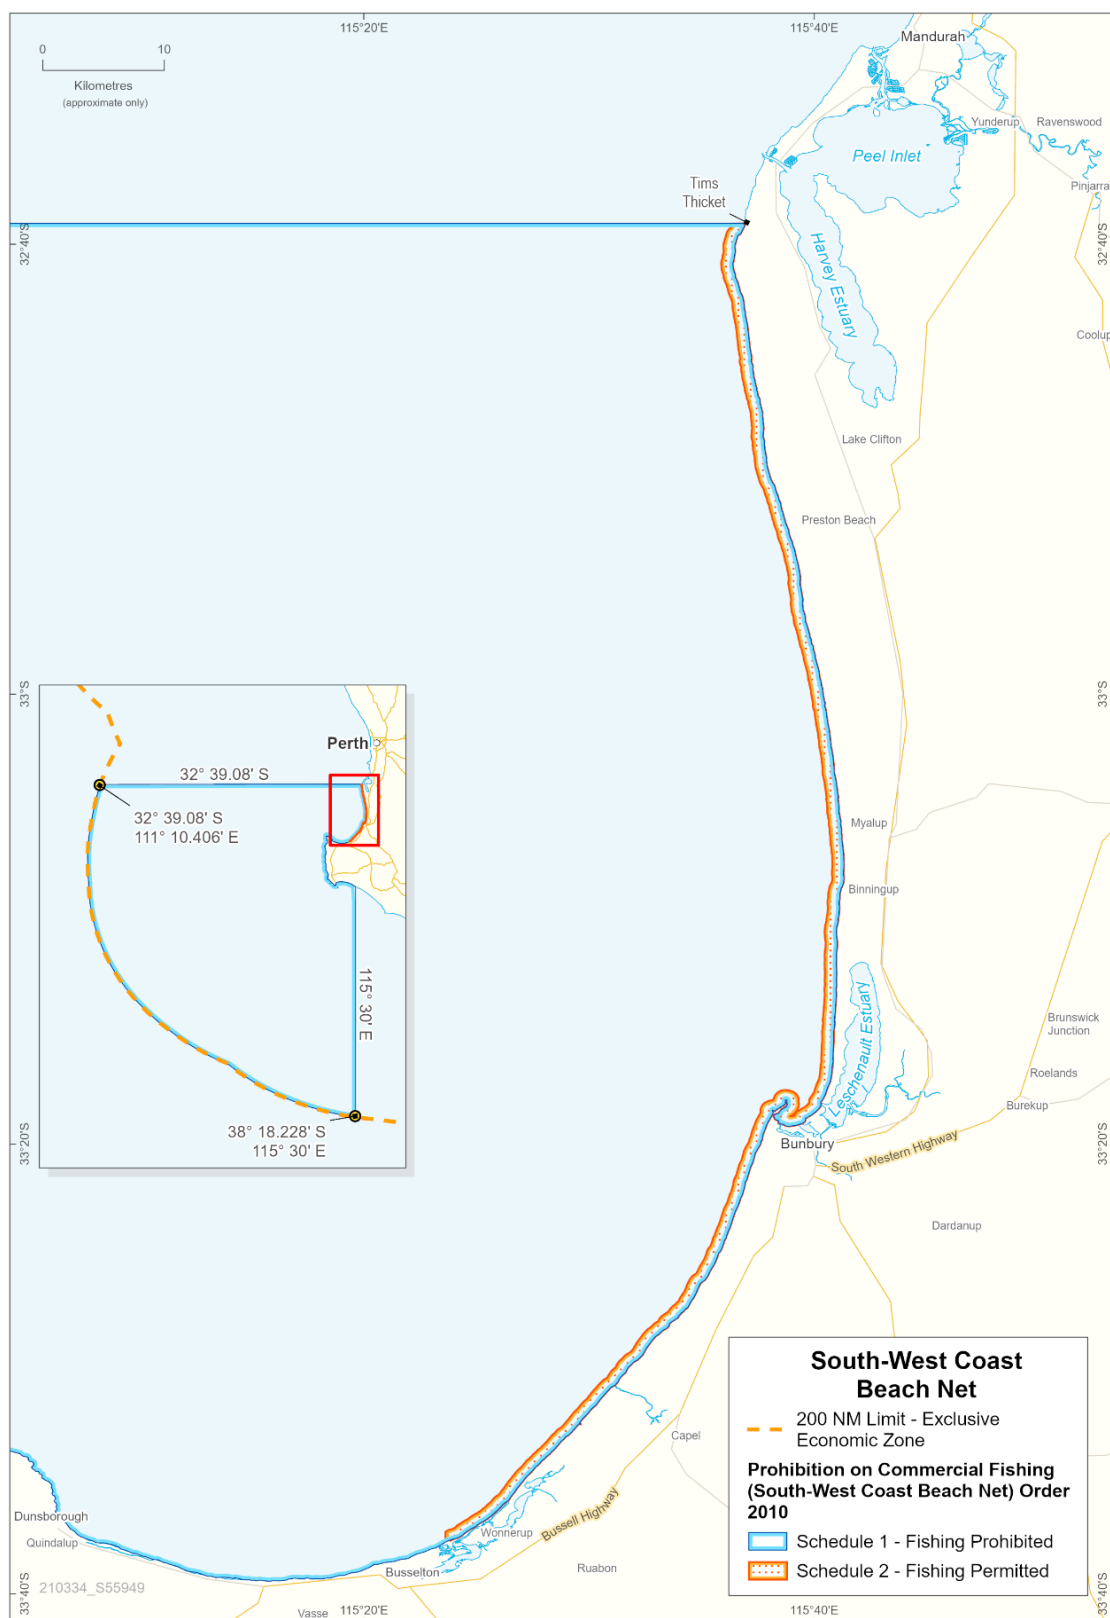 115°20'E
115°40'E
0
10
Kilometres
(approximate only)
Mandurah
Yunderup
Ravenswood
Peel Inlet
Pinjarra
Tims
Thicket
32°40'S
32°40'S
Harvey Estuary
Coolup
Lake Clifton
Preston Beach
33°S
33°S
Perth
32° 39.08' S
32° 39.08' S
111° 10.406' E
115° 30' E
38° 18.228' S
115° 30' E
Myalup
Binningup
Leschenault Estuary
Brunswick
Junction
Roelands
Burekup
Bunbury
South Western Highway
33°20'S
33°20'S
Dardanup
Capel
Bussell Highway
Wonnerup
Ruabon
Dunsborough
Quindalup
Busselton
210334_S55949
Vasse
33°40'S
33°40'S
115°20'E
115°40'E
South-West Coast
Beach Net
200 NM Limit - Exclusive
Economic Zone
Prohibition on Commercial Fishing
(South-West Coast Beach Net) Order
2010
Schedule 1 - Fishing Prohibited
Schedule 2 - Fishing Permitted